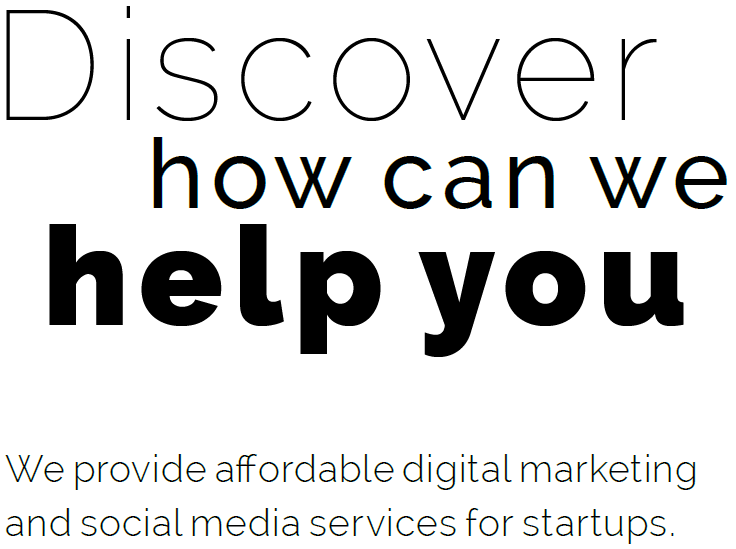 Discover
how can we
help you
We provide affordable digital marketing
and social media services for startups.